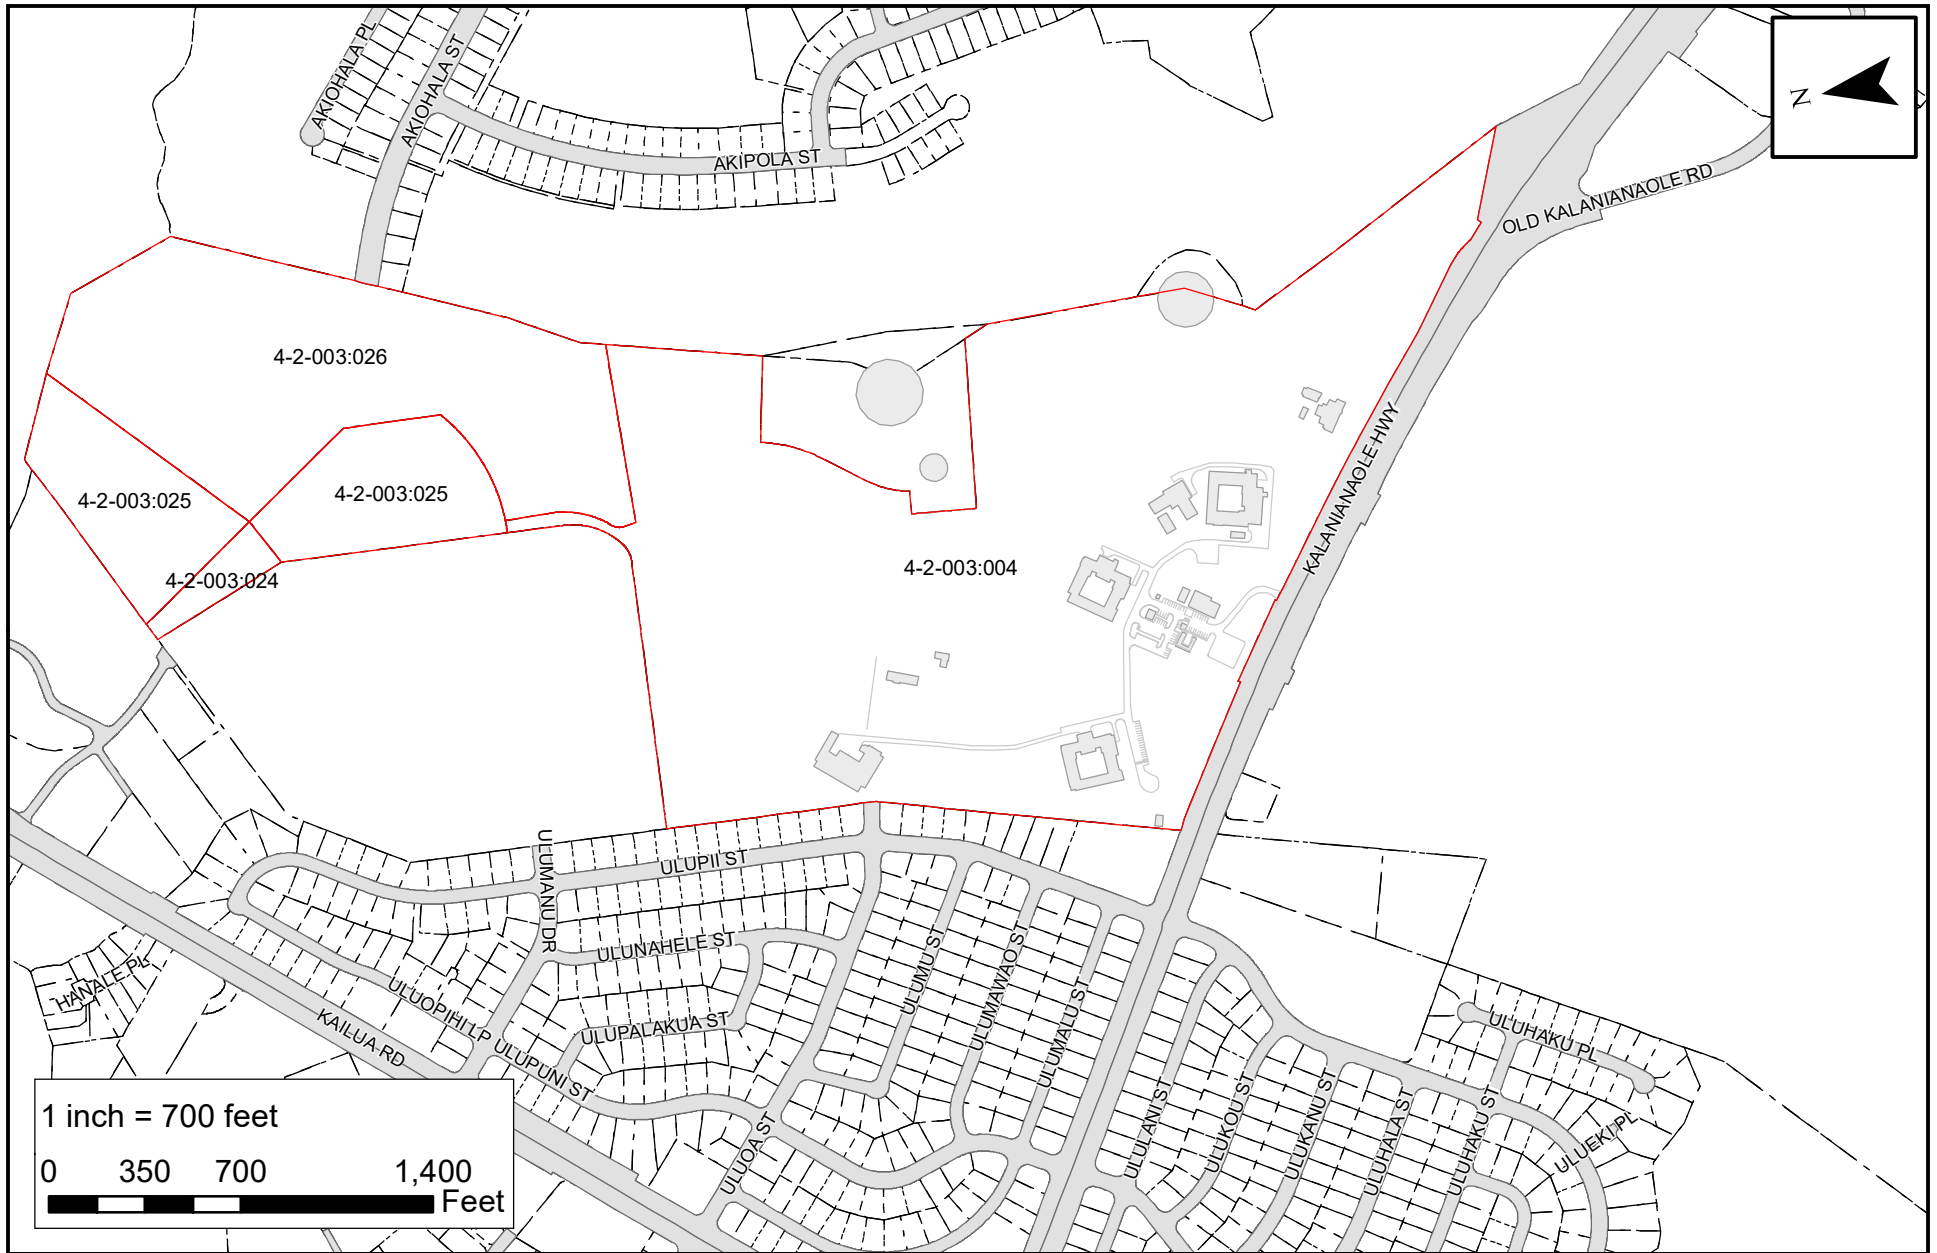 AKIOHALA PL
AKIOHALA ST
AKIPOLA ST
N
OLD KALANIANAOLE RD
4-2-003:026
4-2-003:025
4-2-003:025
4-2-003:024
4-2-003:004
KALANIANAOLE HWY
ULUMANU DR
ULUPII ST
ULUNAHELE ST
ULUMU ST
ULUMAWAO ST
HANALE PL
ULUOPIHI LP
ULUPALAKUA ST
ULUMALU ST
ULUHAKU PL
KAILUA RD
ULUPUNI ST
ULUOA ST
ULULANI ST
ULUKOU ST
ULUKANU ST
ULUHALA ST
ULUHAKU ST
ULUEKI PL
1 inch = 700 feet
0 350 700 1,400
Feet